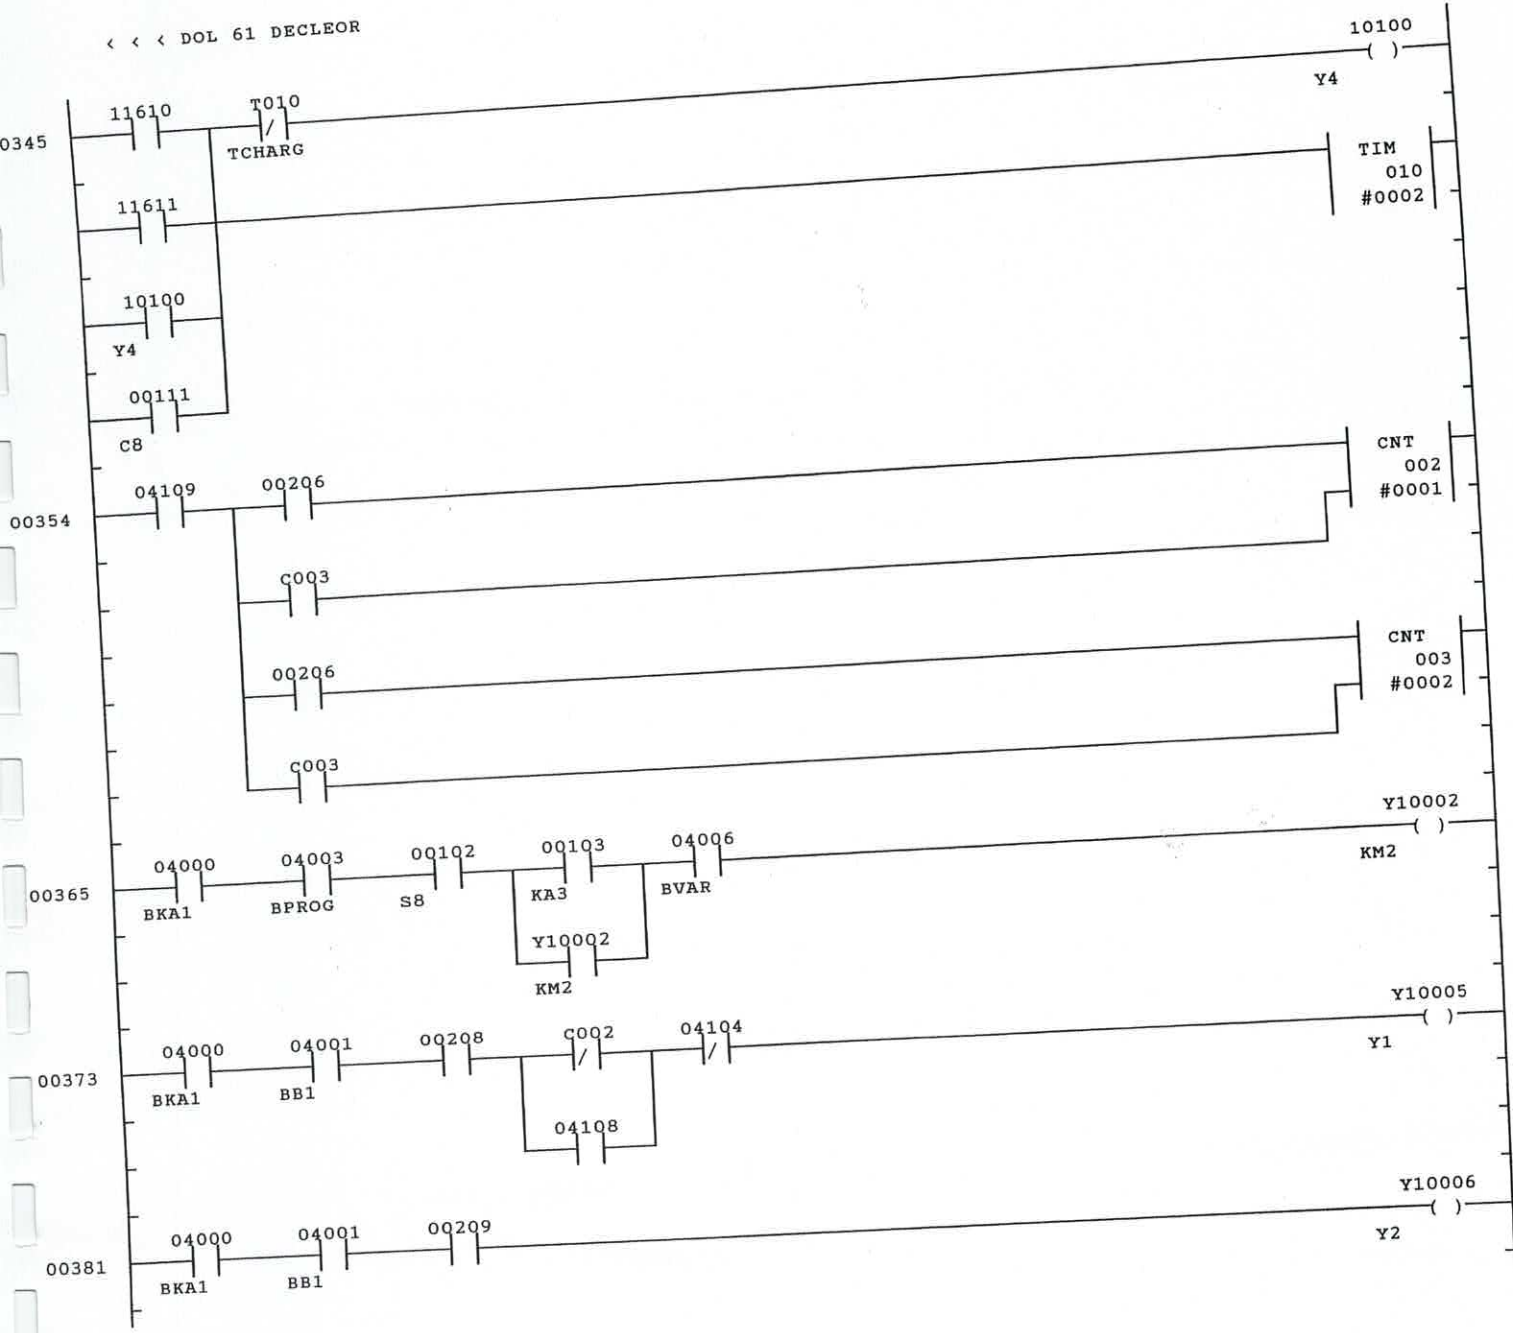 < < < DOL 61 DECLEOR
10100
Y4
11610
T010
0345
TCHARG
TIM
010
#0002
11611
10100
Y4
00111
C8
CNT
002
#0001
04109
00206
00354
C003
CNT
003
#0002
00206
C003
Y10002
KM2
04000
04003
00102
00103
04006
00365
BKA1
BPROG
S8
KA3
BVAR
Y10002
KM2
Y10005
Y1
04000
04001
00208
C002
04104
00373
BKA1
BB1
04108
Y10006
Y2
04000
04001
00209
00381
BKA1
BB1